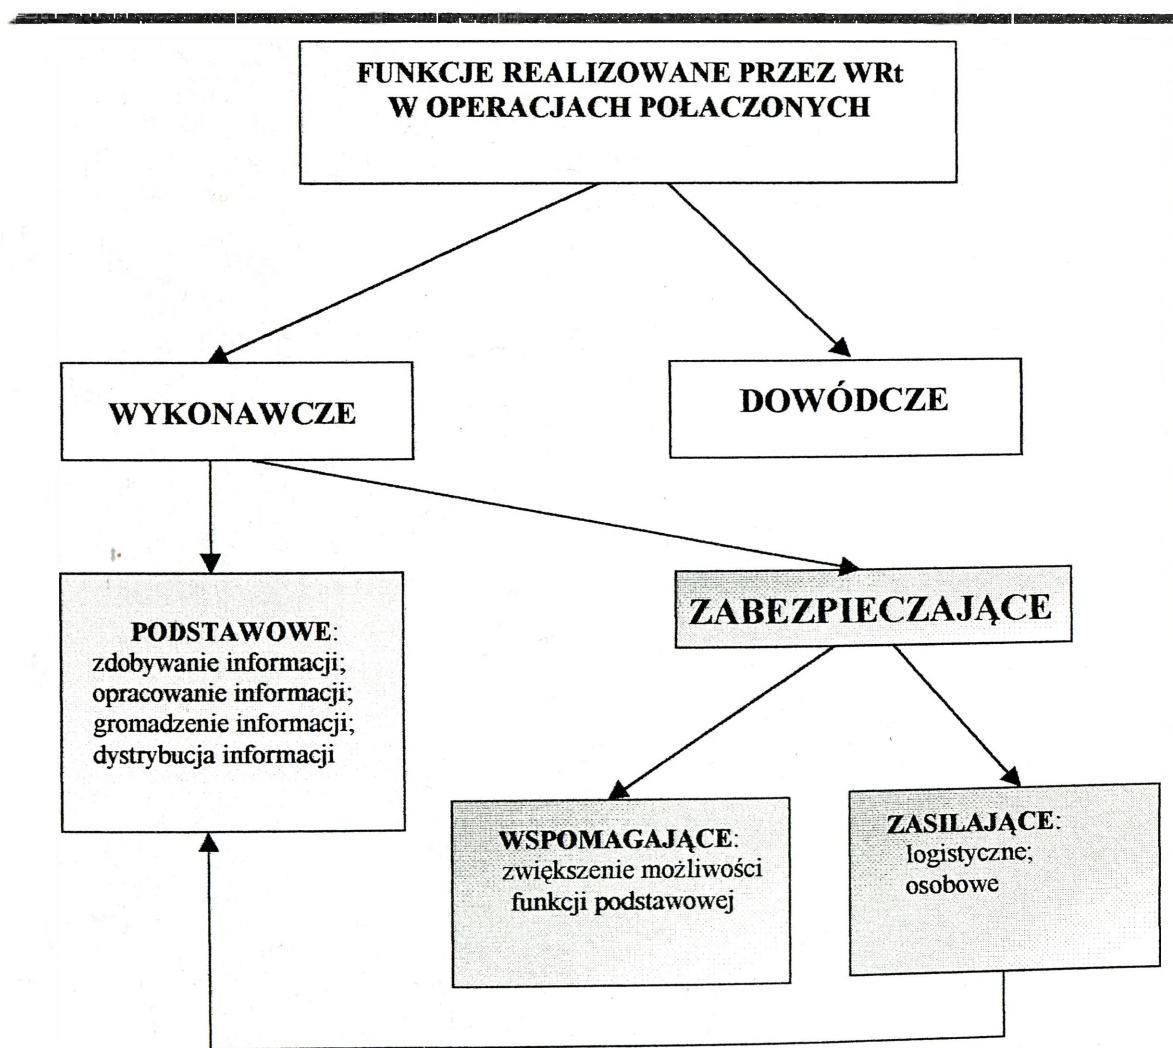 FUNKCJE REALIZOWANE PRZEZ WRt
W OPERACJACH POŁACZONYCH
WYKONAWCZE
DOWÓDCZE
PODSTAWOWE:
zdobywanie informacji;
opracowanie informacji;
gromadzenie informacji;
dystrybucja informacji
ZABEZPIECZAJĄCE
WSPOMAGAJĄCE:
zwiększenie możliwości
funkcji podstawowej
ZASILAJĄCE:
logistyczne;
osobowe